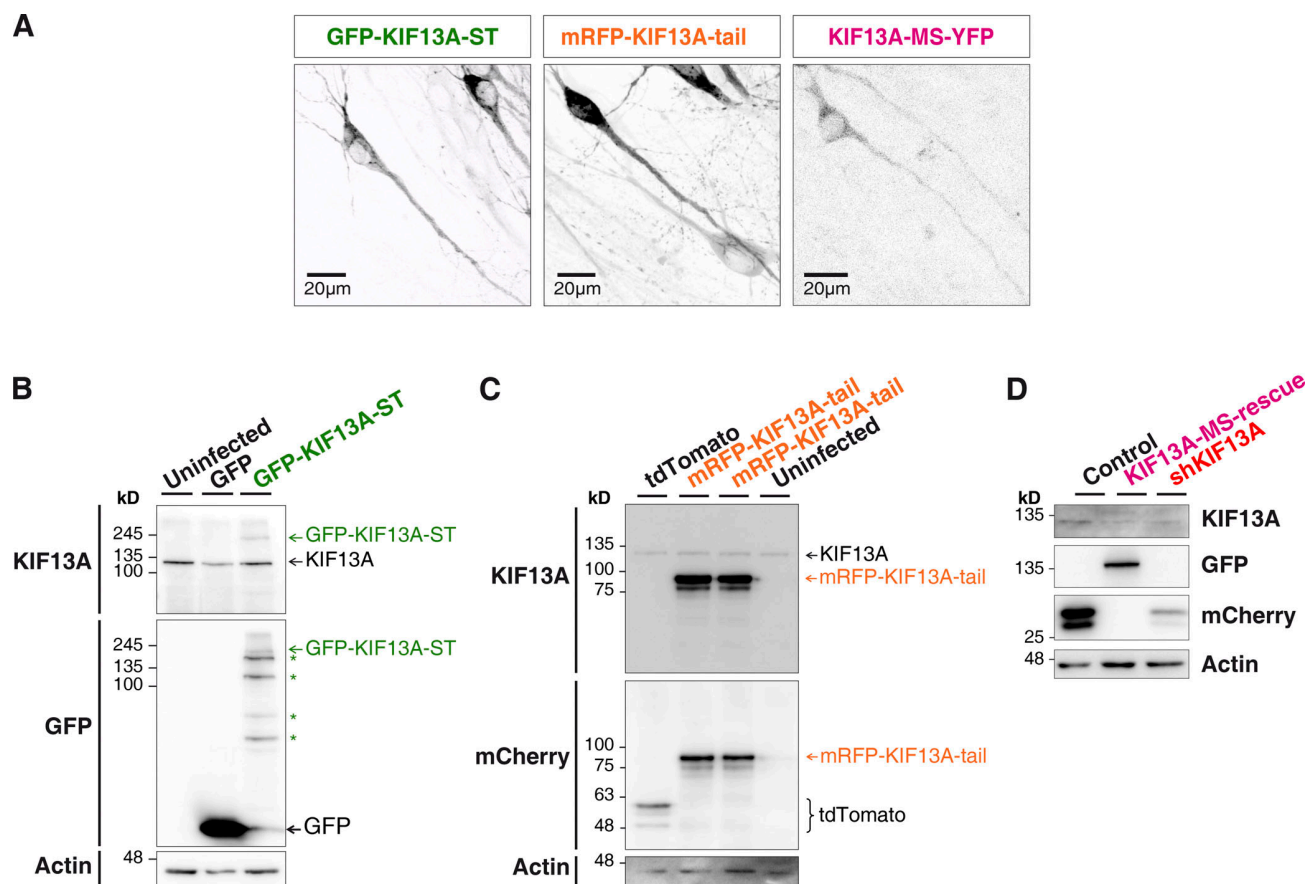 A
GFP-KIF13A-ST
mRFP-KIF13A-tail
KIF13A-MS-YFP
20µm
20µm
20µm
B
Uninfected
GFP
GFP-KIF13A-ST
kD
245
135
100
KIF13A
GFP-KIF13A-ST
KIF13A
245
135
100
GFP
GFP-KIF13A-ST
*
*
*
*
GFP
48
Actin
C
tdTomato
mRFP-KIF13A-tail
mRFP-KIF13A-tail
Uninfected
kD
135
100
75
KIF13A
KIF13A
mRFP-KIF13A-tail
100
75
63
48
mCherry
mRFP-KIF13A-tail
tdTomato
48
Actin
D
Control
KIF13A-MS-rescue
shKIF13A
kD
135
KIF13A
135
GFP
25
mCherry
48
Actin